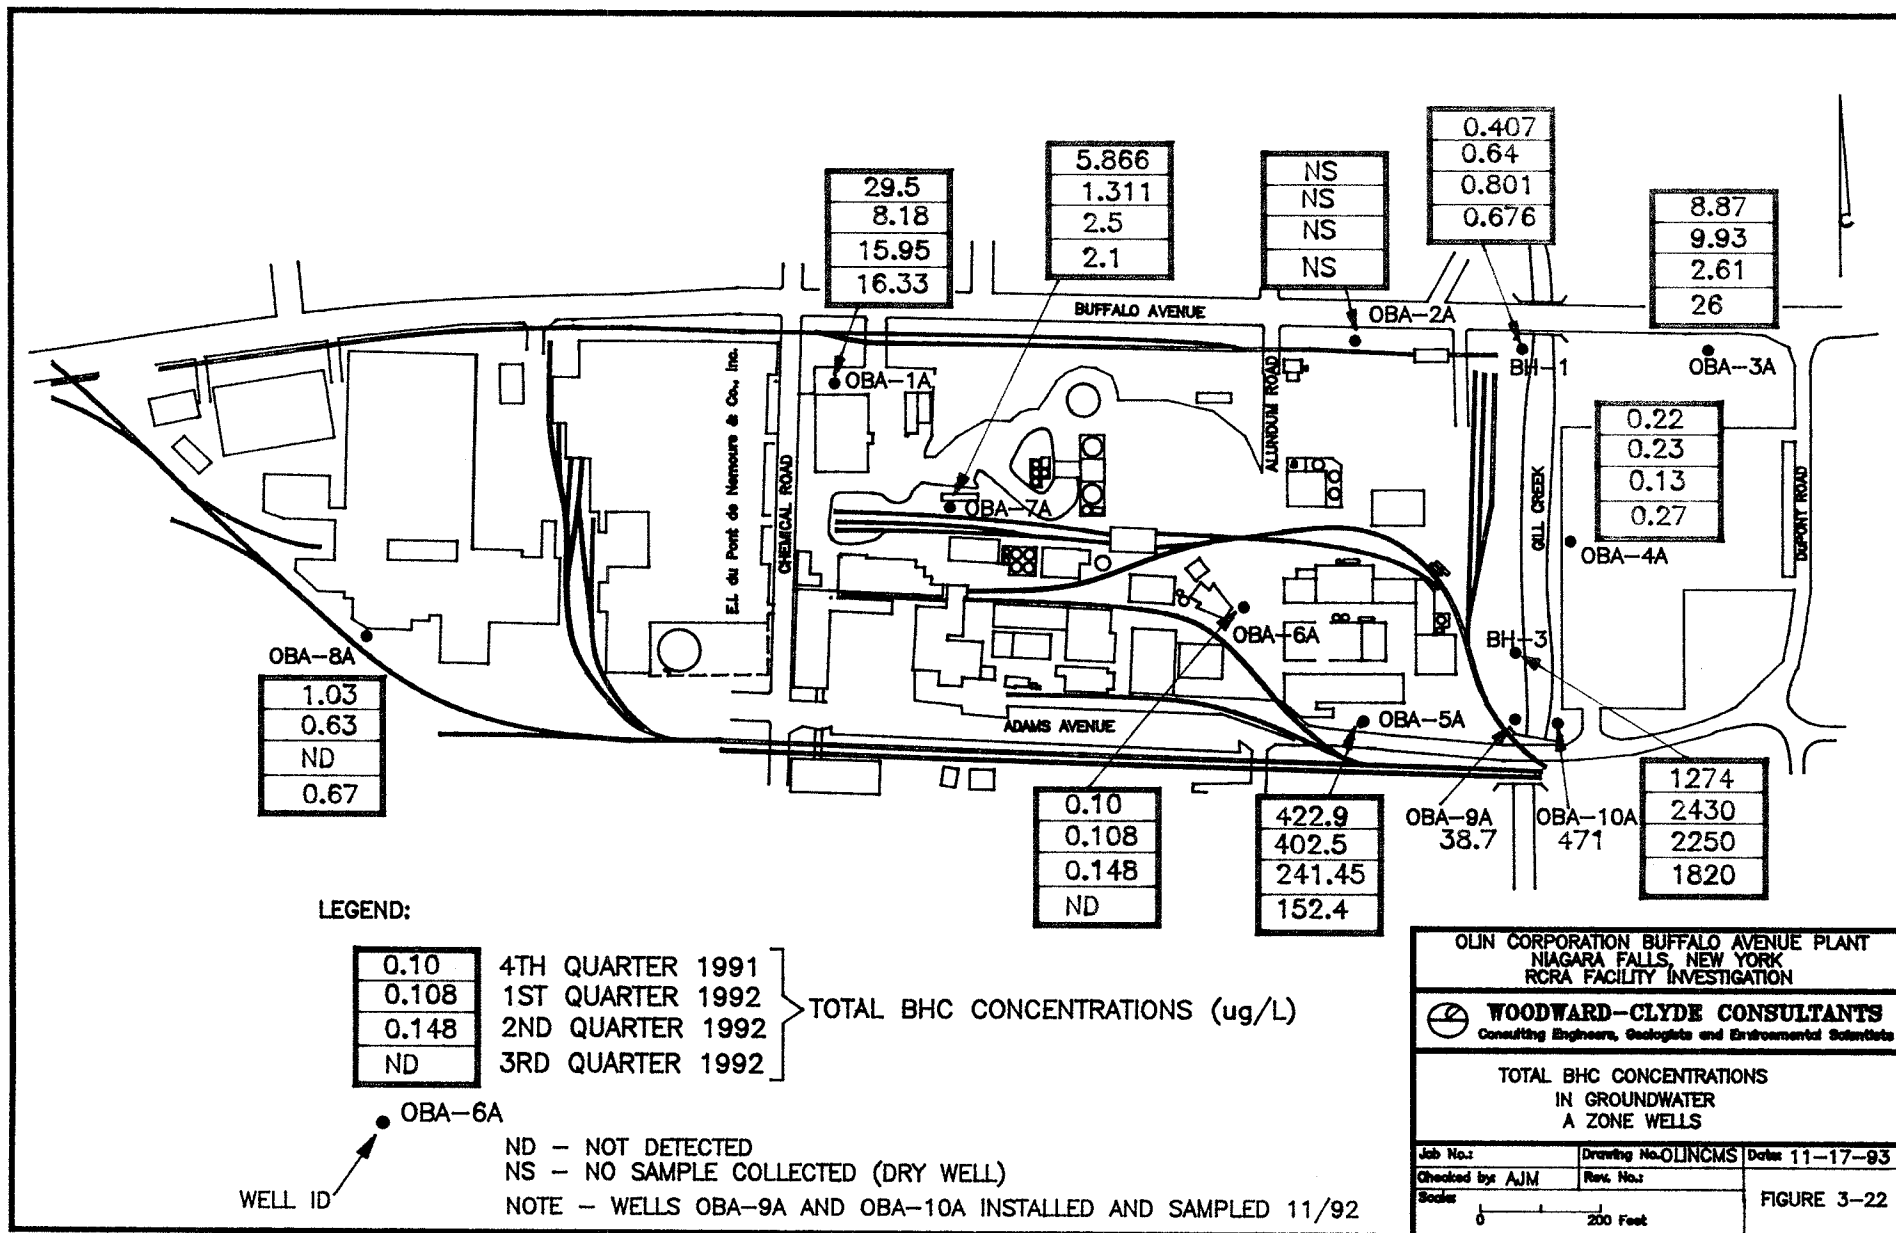 0.407
0.64
0.801
0.676
5.866
1.311
2.5
2.1
NS
NS
NS
NS
29.5
8.18
15.95
16.33
8.87
9.93
2.61
26
BUFFALO AVENUE
OBA-2A
BH-1
OBA-3A
OBA-1A
E.I. du Pont de Nemours & Co., Inc.
CHEMICAL ROAD
ALUNDUM ROAD
GILL CREEK
DUPONT ROAD
0.22
0.23
0.13
0.27
OBA-7A
OBA-4A
OBA-6A
BH-3
OBA-8A
1.03
0.63
ND
0.67
ADAMS AVENUE
OBA-5A
0.10
0.108
0.148
ND
422.9
402.5
241.45
152.4
OBA-9A
38.7
OBA-10A
471
1274
2430
2250
1820
LEGEND:
0.10 4TH QUARTER 1991
0.108 1ST QUARTER 1992
0.148 2ND QUARTER 1992
ND 3RD QUARTER 1992
TOTAL BHC CONCENTRATIONS (ug/L)
OBA-6A
WELL ID
ND - NOT DETECTED
NS - NO SAMPLE COLLECTED (DRY WELL)
NOTE - WELLS OBA-9A AND OBA-10A INSTALLED AND SAMPLED 11/92
OLIN CORPORATION BUFFALO AVENUE PLANT
NIAGARA FALLS, NEW YORK
RCRA FACILITY INVESTIGATION
WOODWARD-CLYDE CONSULTANTS
Consulting Engineers, Geologists and Environmental Scientists
TOTAL BHC CONCENTRATIONS
IN GROUNDWATER
A ZONE WELLS
Job No.: Drawing No.: OLINCMS Date: 11-17-93
Checked by: AJM Rev. No.:
Scale: 0 200 Feet
FIGURE 3-22